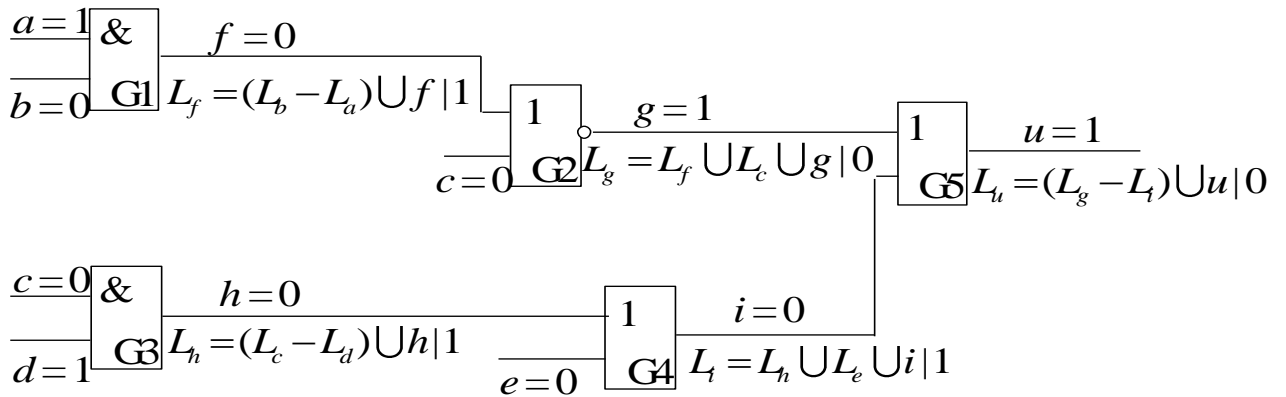 a=1
&
f=0
b=0
G1
L_f=(L_b−L_a)∪f|1
1
g=1
c=0
G2
L_g=L_f∪L_c∪g|0
1
u=1
G5
L_u=(L_g−L_i)∪u|0
c=0
&
h=0
d=1
G3
L_h=(L_c−L_d)∪h|1
1
i=0
e=0
G4
L_i=L_h∪L_e∪i|1